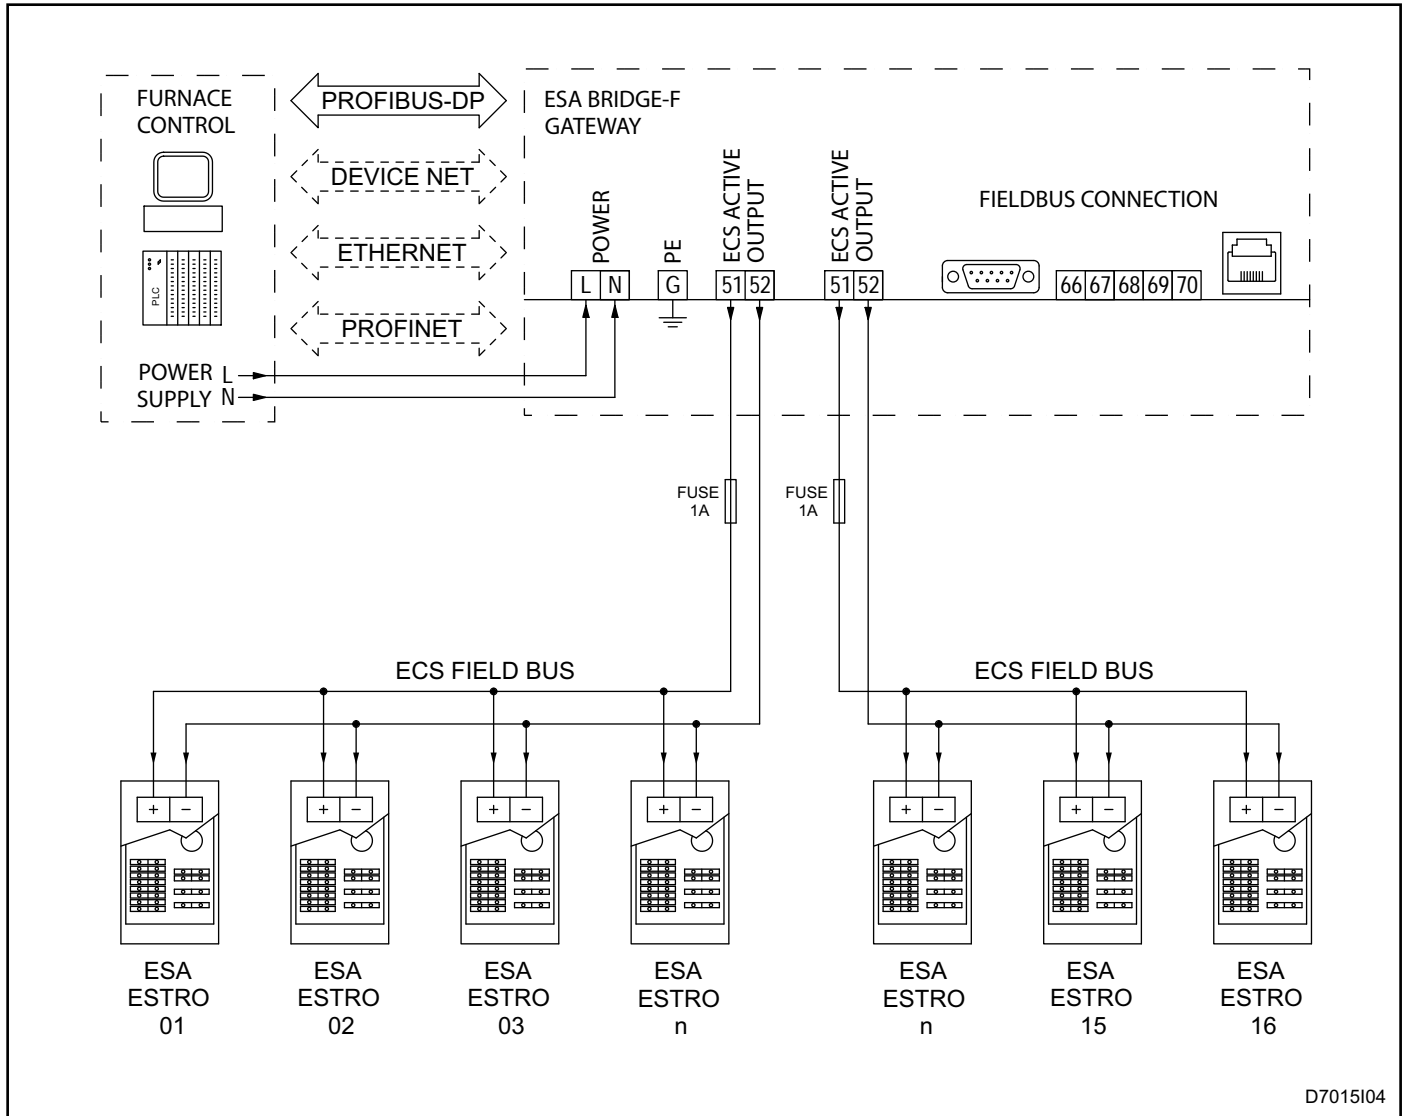 FURNACE
CONTROL
PLC
POWER L
SUPPLY N
PROFIBUS-DP
DEVICE NET
ETHERNET
PROFINET
ESA BRIDGE-F
GATEWAY
POWER
L N
PE
G
ECS ACTIVE
OUTPUT
51 52
ECS ACTIVE
OUTPUT
51 52
FIELDBUS CONNECTION
66 67 68 69 70
FUSE
1A
FUSE
1A
ECS FIELD BUS
ECS FIELD BUS
+ −
+ −
+ −
+ −
+ −
+ −
+ −
ESA
ESTRO
01
ESA
ESTRO
02
ESA
ESTRO
03
ESA
ESTRO
n
ESA
ESTRO
n
ESA
ESTRO
15
ESA
ESTRO
16
D7015I04